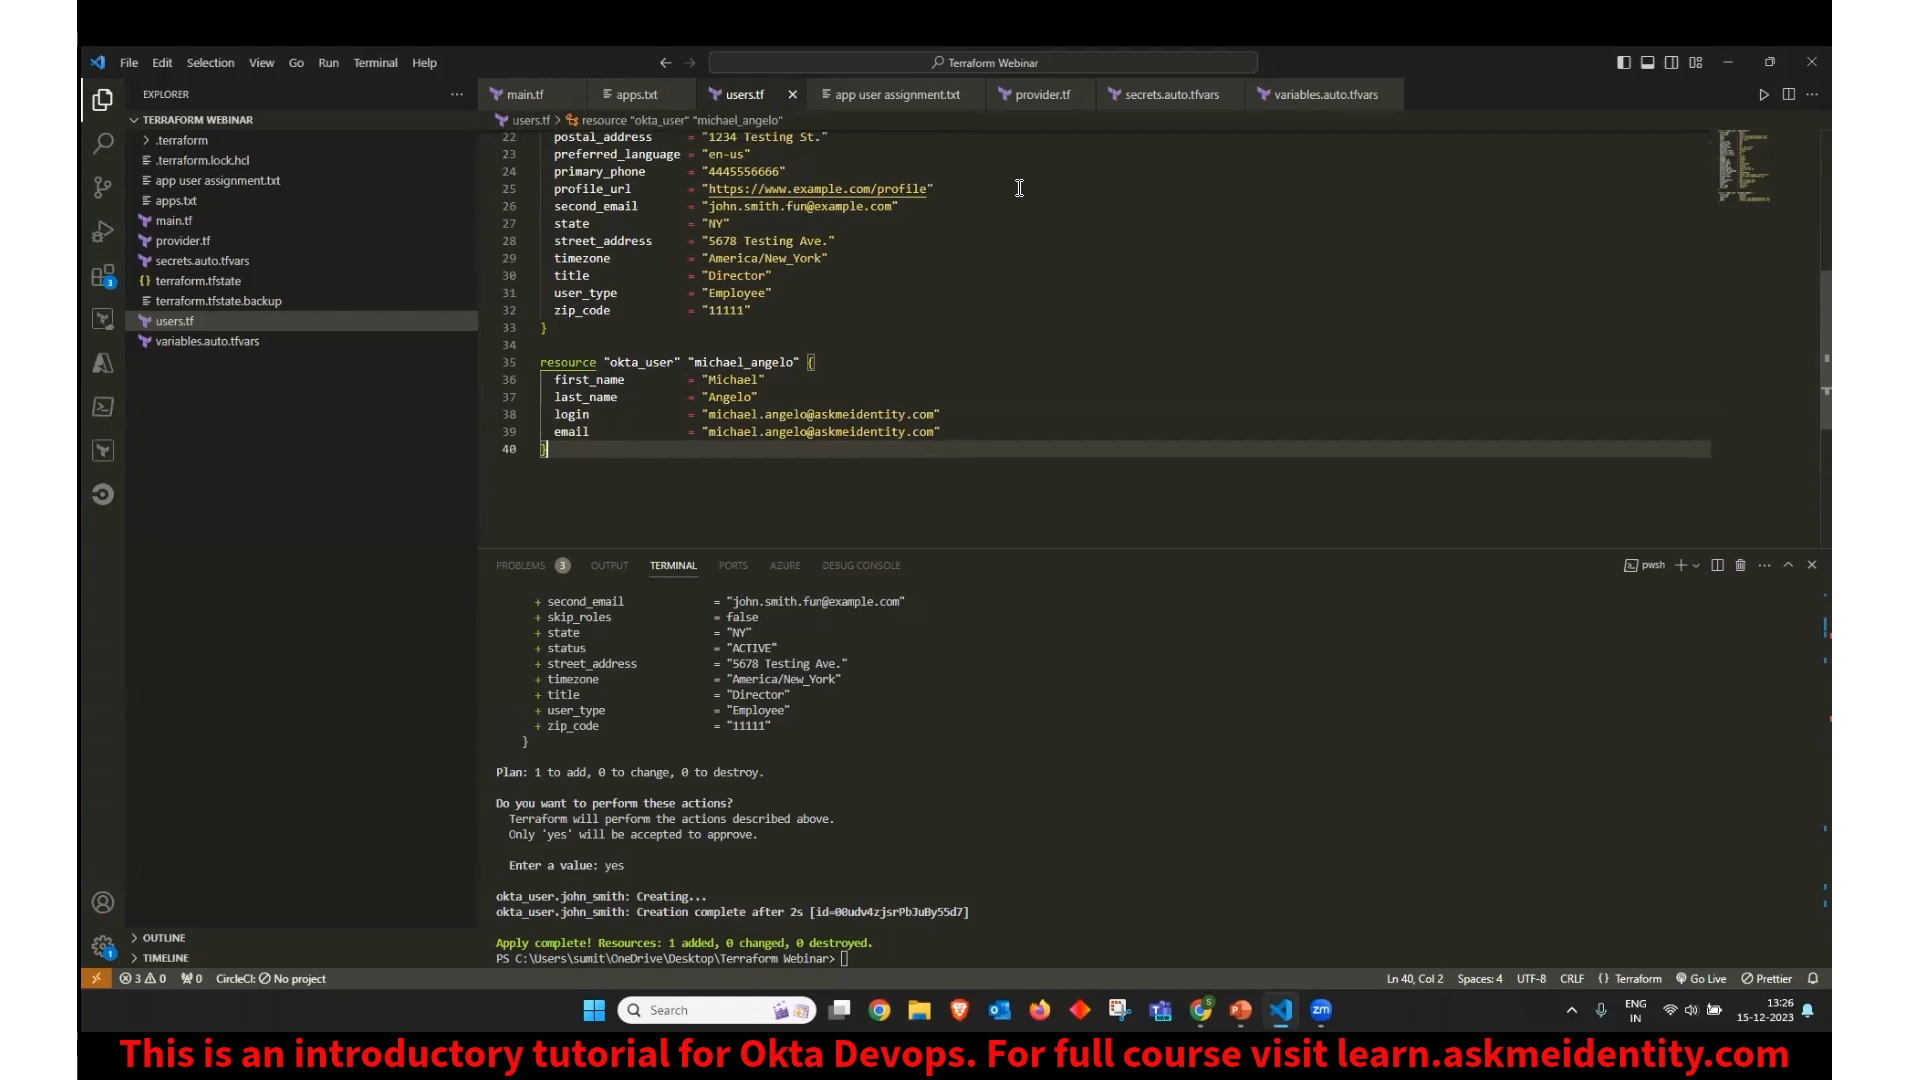 File Edit Selection View Go Run Terminal Help
Terraform Webinar
EXPLORER
main.tf apps.txt users.tf app user assignment.txt provider.tf secrets.auto.tfvars variables.auto.tfvars
TERRAFORM WEBINAR
users.tf > resource "okta_user" "michael_angelo"
.terraform
.terraform.lock.hcl
app user assignment.txt
apps.txt
main.tf
provider.tf
secrets.auto.tfvars
terraform.tfstate
terraform.tfstate.backup
users.tf
variables.auto.tfvars
22 postal_address = "1234 Testing St."
23 preferred_language = "en-us"
24 primary_phone = "4445556666"
25 profile_url = "https://www.example.com/profile"
26 second_email = "john.smith.fun@example.com"
27 state = "NY"
28 street_address = "5678 Testing Ave."
29 timezone = "America/New_York"
30 title = "Director"
31 user_type = "Employee"
32 zip_code = "11111"
33 }
34
35 resource "okta_user" "michael_angelo" {
36 first_name = "Michael"
37 last_name = "Angelo"
38 login = "michael.angelo@askmeidentity.com"
39 email = "michael.angelo@askmeidentity.com"
40 }
PROBLEMS 3 OUTPUT TERMINAL PORTS AZURE DEBUG CONSOLE
pwsh
+ second_email = "john.smith.fun@example.com"
+ skip_roles = false
+ state = "NY"
+ status = "ACTIVE"
+ street_address = "5678 Testing Ave."
+ timezone = "America/New_York"
+ title = "Director"
+ user_type = "Employee"
+ zip_code = "11111"
}
Plan: 1 to add, 0 to change, 0 to destroy.
Do you want to perform these actions?
Terraform will perform the actions described above.
Only 'yes' will be accepted to approve.
Enter a value: yes
okta_user.john_smith: Creating...
okta_user.john_smith: Creation complete after 2s [id=00udv4zjsrPbJuBy55d7]
Apply complete! Resources: 1 added, 0 changed, 0 destroyed.
PS C:\Users\sumit\OneDrive\Desktop\Terraform Webinar>
OUTLINE
TIMELINE
3 0 0 CircleCI: No project
Ln 40, Col 2 Spaces: 4 UTF-8 CRLF {} Terraform Go Live Prettier
Search
ENG
IN
13:26
15-12-2023
This is an introductory tutorial for Okta Devops. For full course visit learn.askmeidentity.com